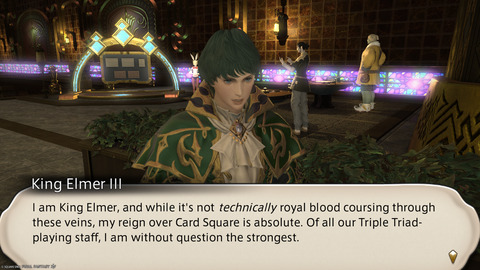 King Elmer III
I am King Elmer, and while it's not technically royal blood coursing through
these veins, my reign over Card Square is absolute. Of all our Triple Triad-
playing staff, I am without question the strongest.